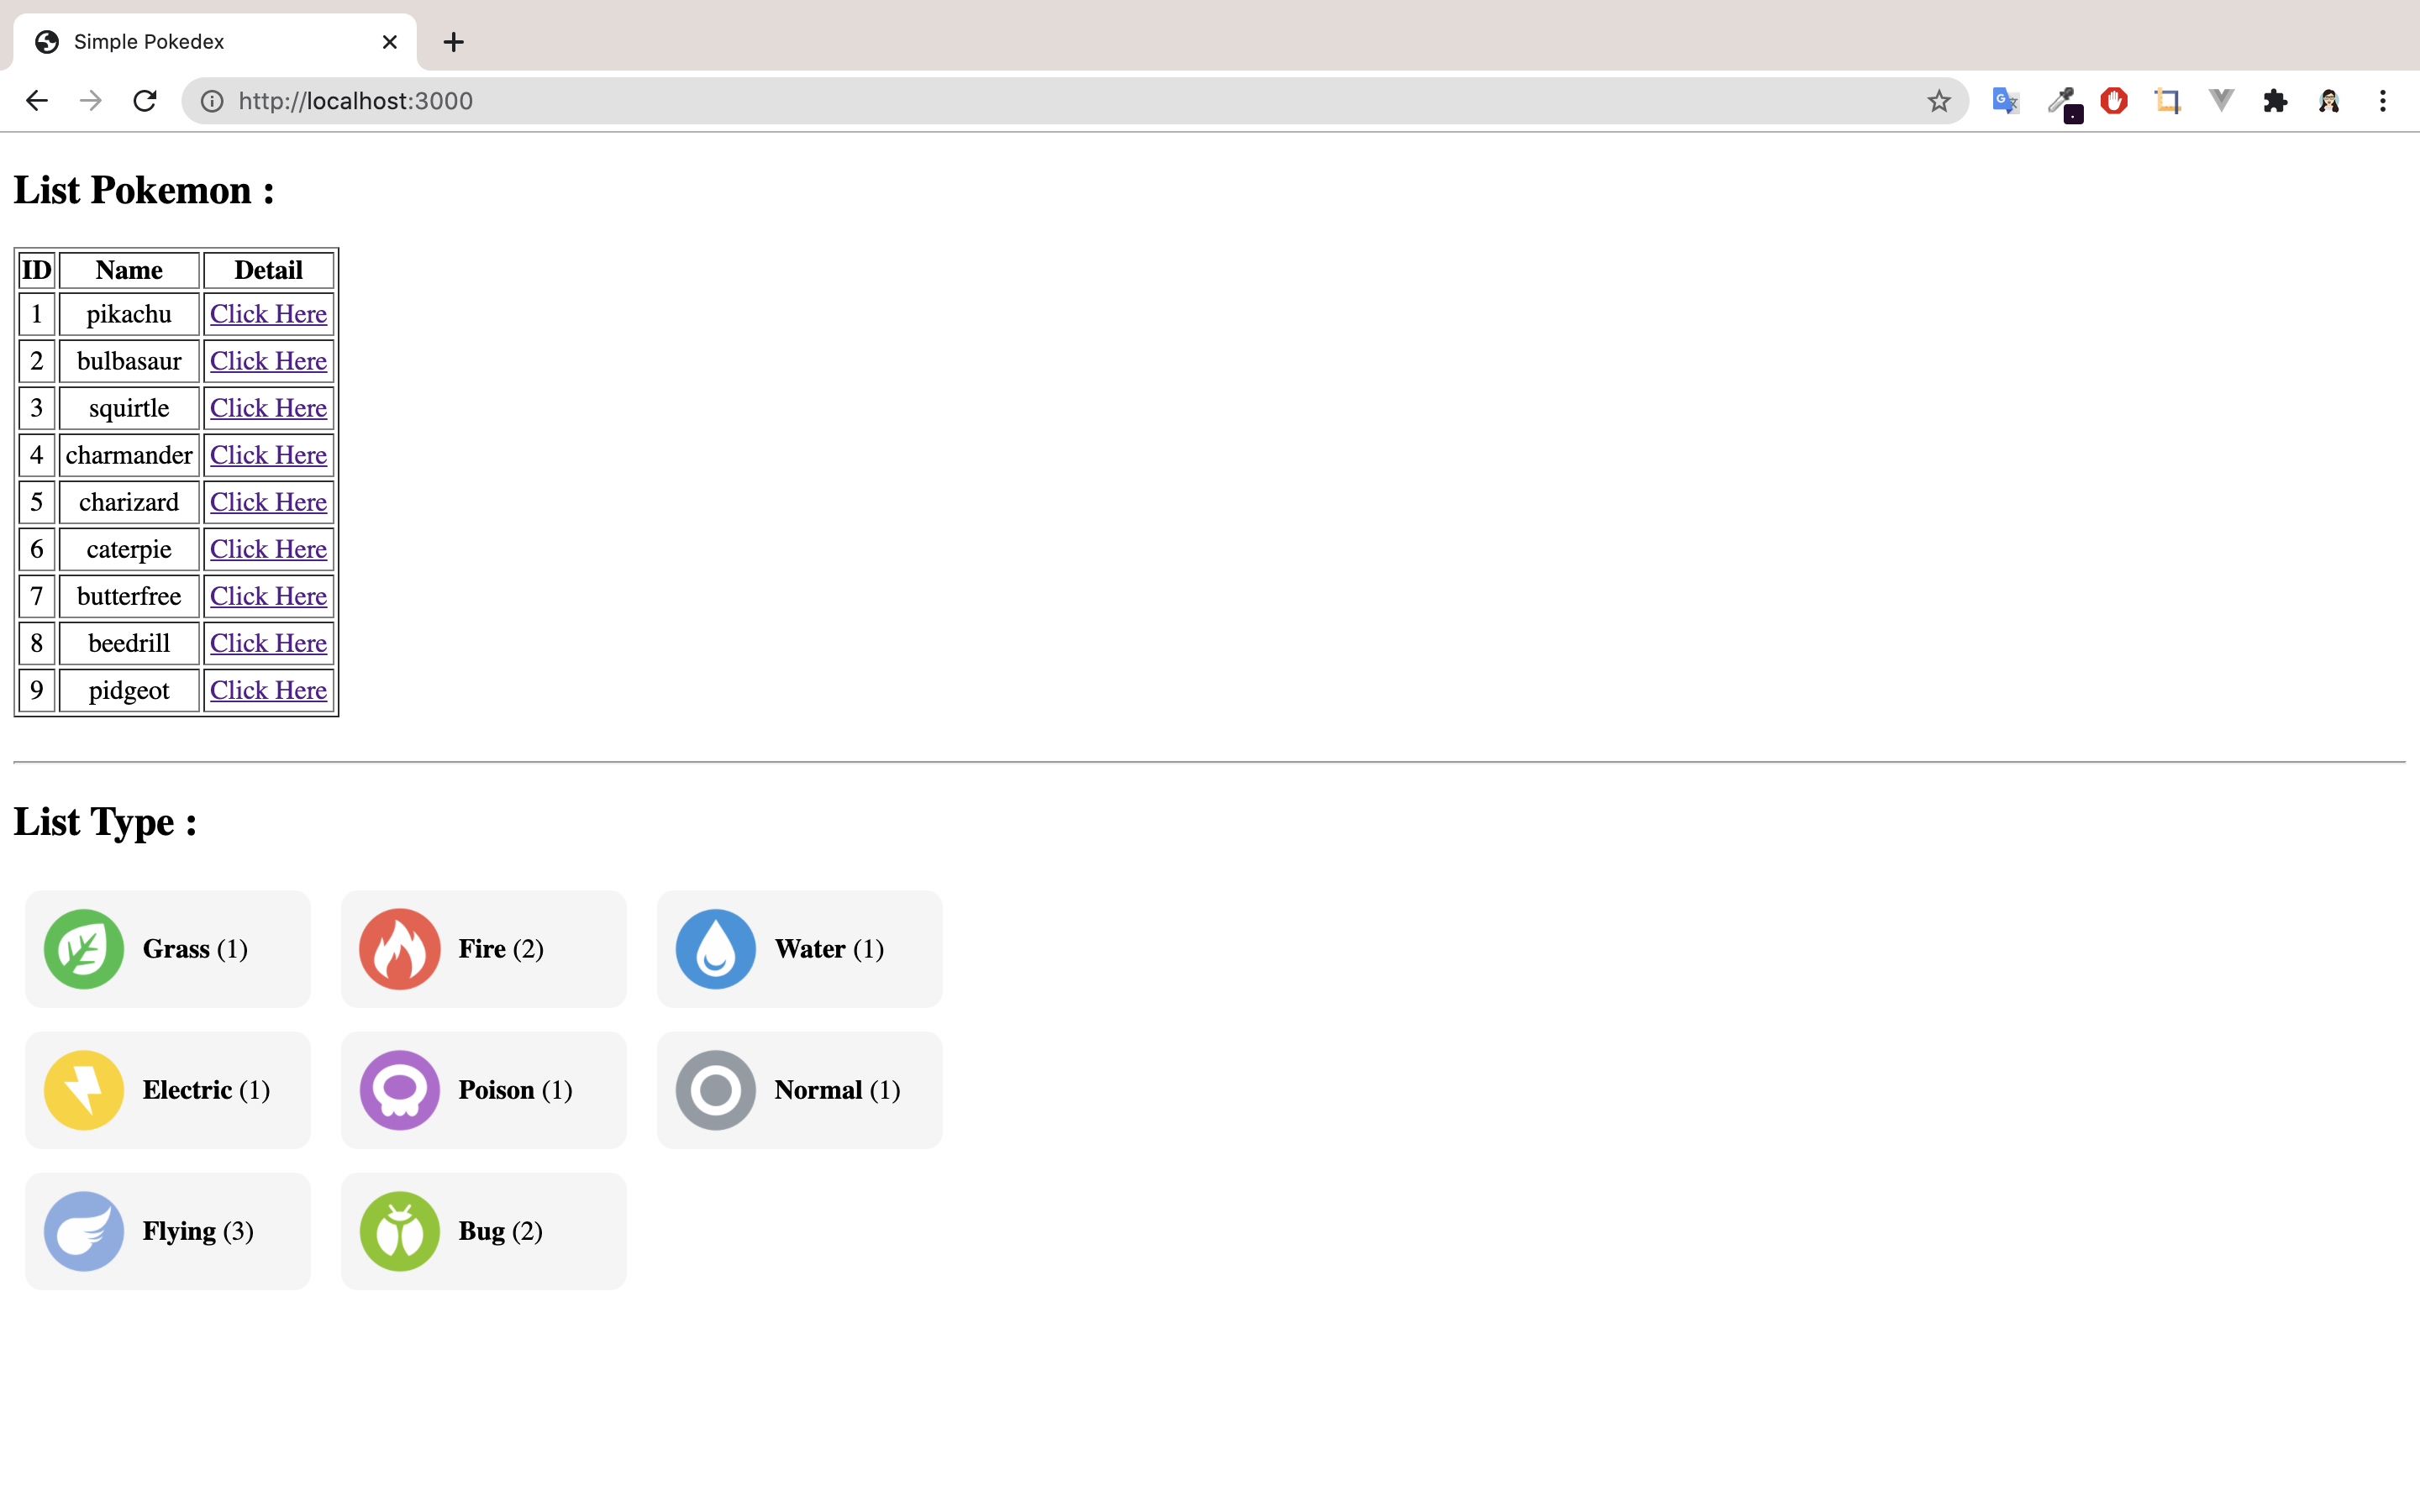 Simple Pokedex
http://localhost:3000
List Pokemon :
ID Name Detail
1 pikachu Click Here
2 bulbasaur Click Here
3 squirtle Click Here
4 charmander Click Here
5 charizard Click Here
6 caterpie Click Here
7 butterfree Click Here
8 beedrill Click Here
9 pidgeot Click Here
List Type :
Grass (1) Fire (2) Water (1)
Electric (1) Poison (1) Normal (1)
Flying (3) Bug (2)